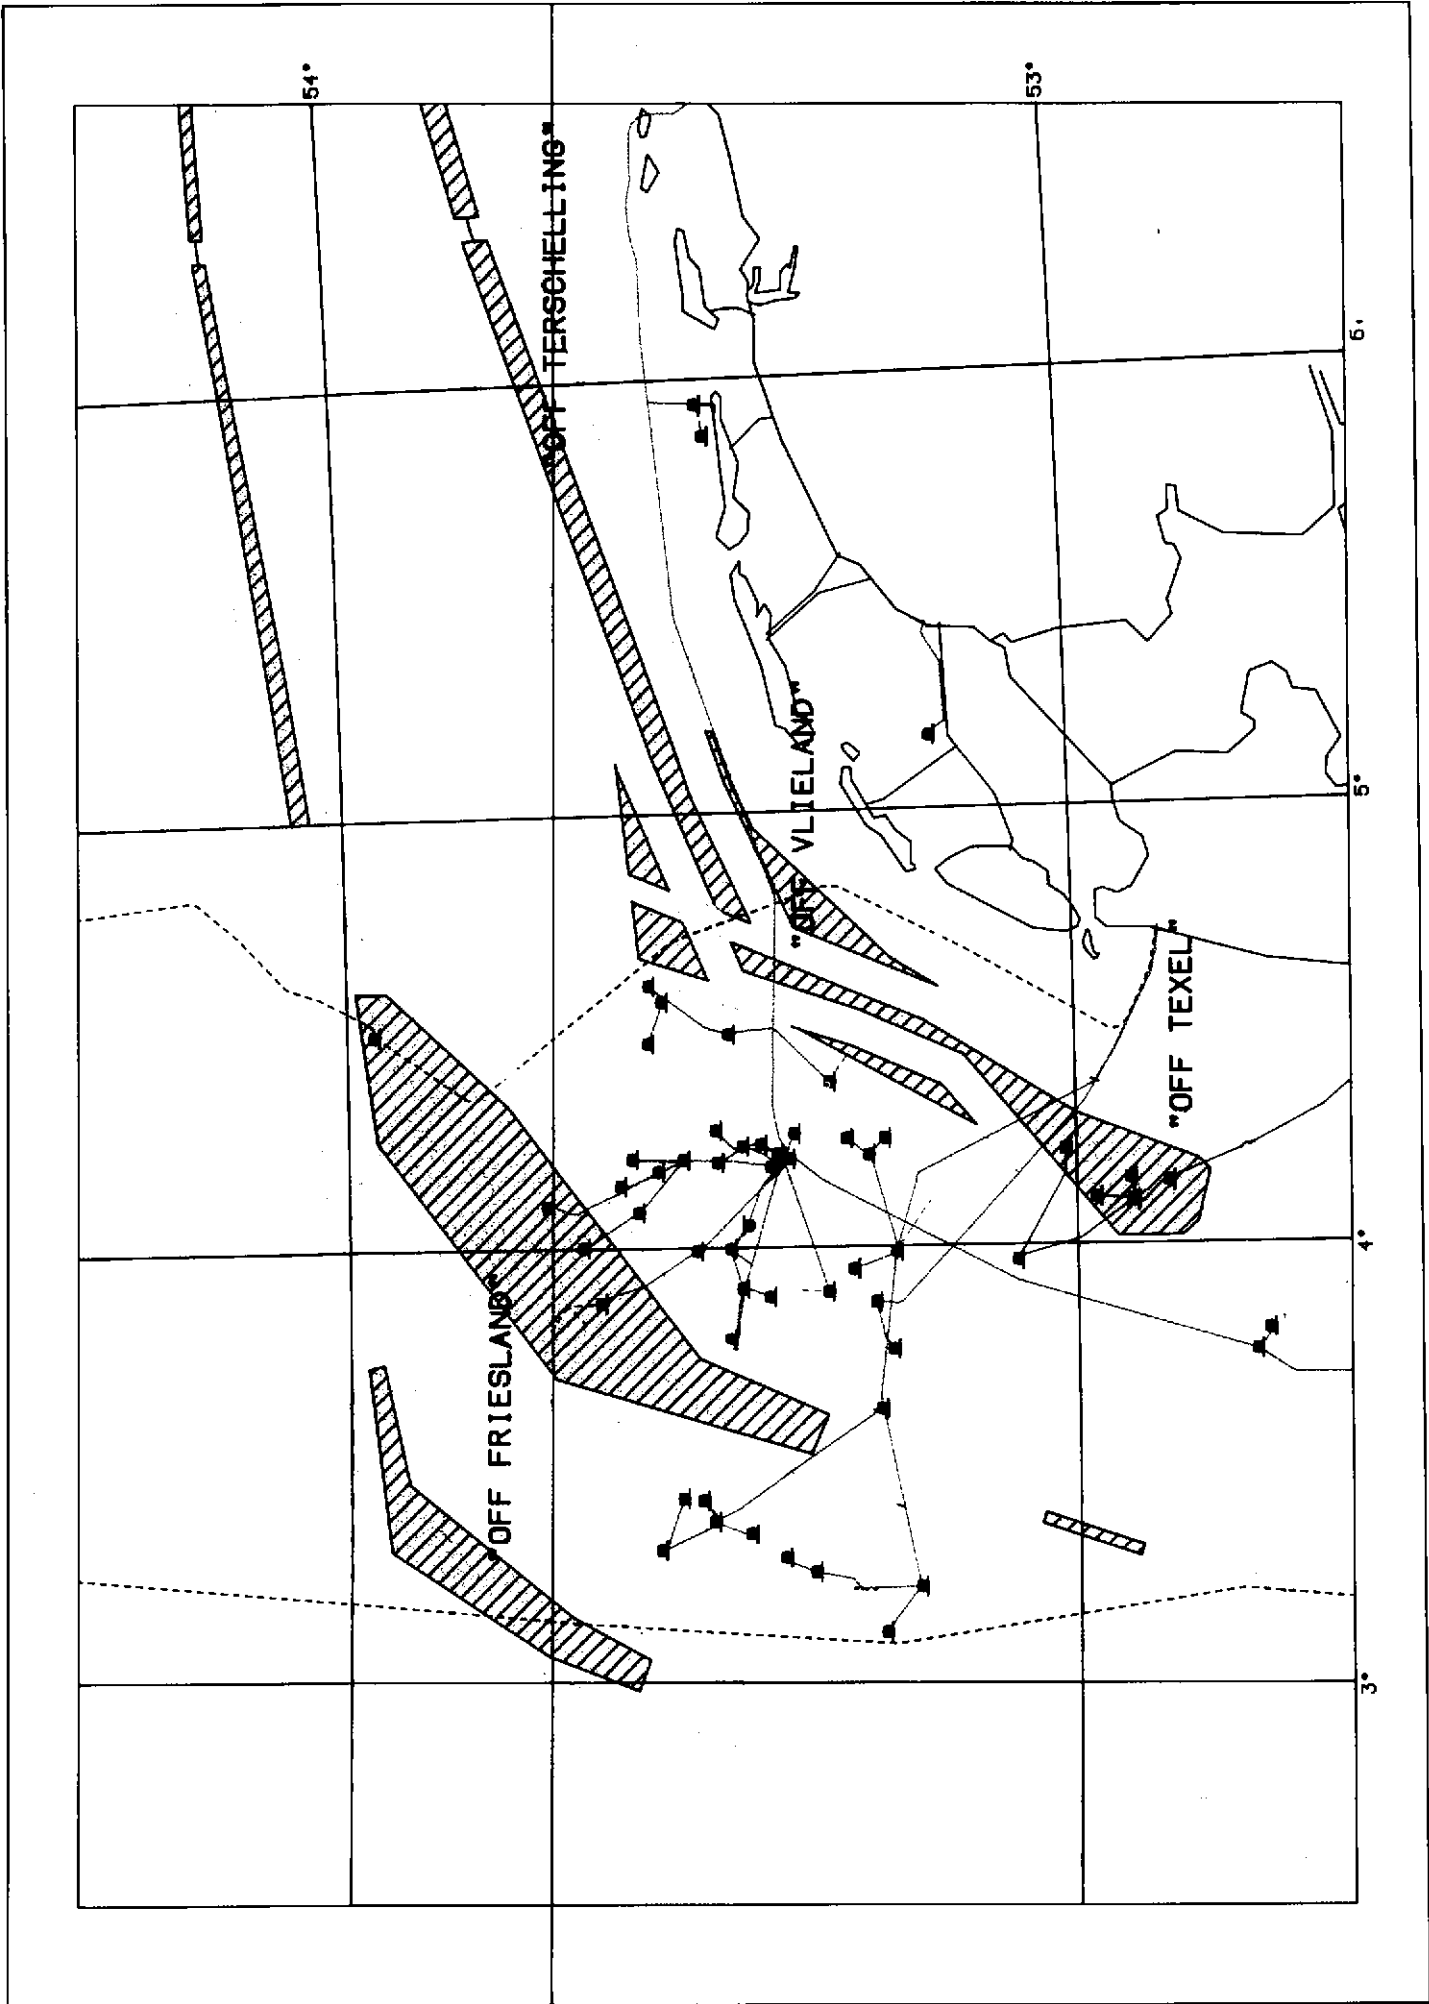 54°
53°
"OFF TERSCHELLING"
"OFF VLIELAND"
"OFF TEXEL"
"OFF FRIESLAND"
3°
4°
5°
6